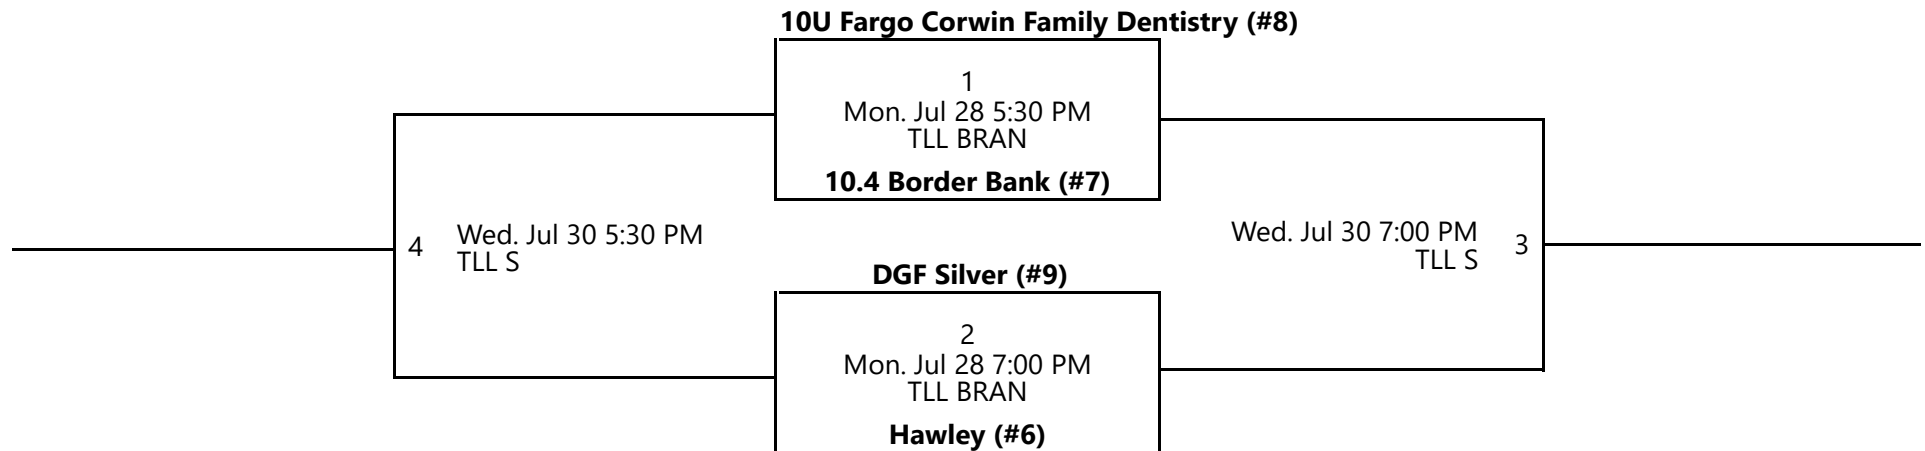 10U Fargo Corwin Family Dentistry (#8)
1
Mon. Jul 28 5:30 PM
TLL BRAN
10.4 Border Bank (#7)
4
Wed. Jul 30 5:30 PM
TLL S
Wed. Jul 30 7:00 PM
TLL S
3
DGF Silver (#9)
2
Mon. Jul 28 7:00 PM
TLL BRAN
Hawley (#6)